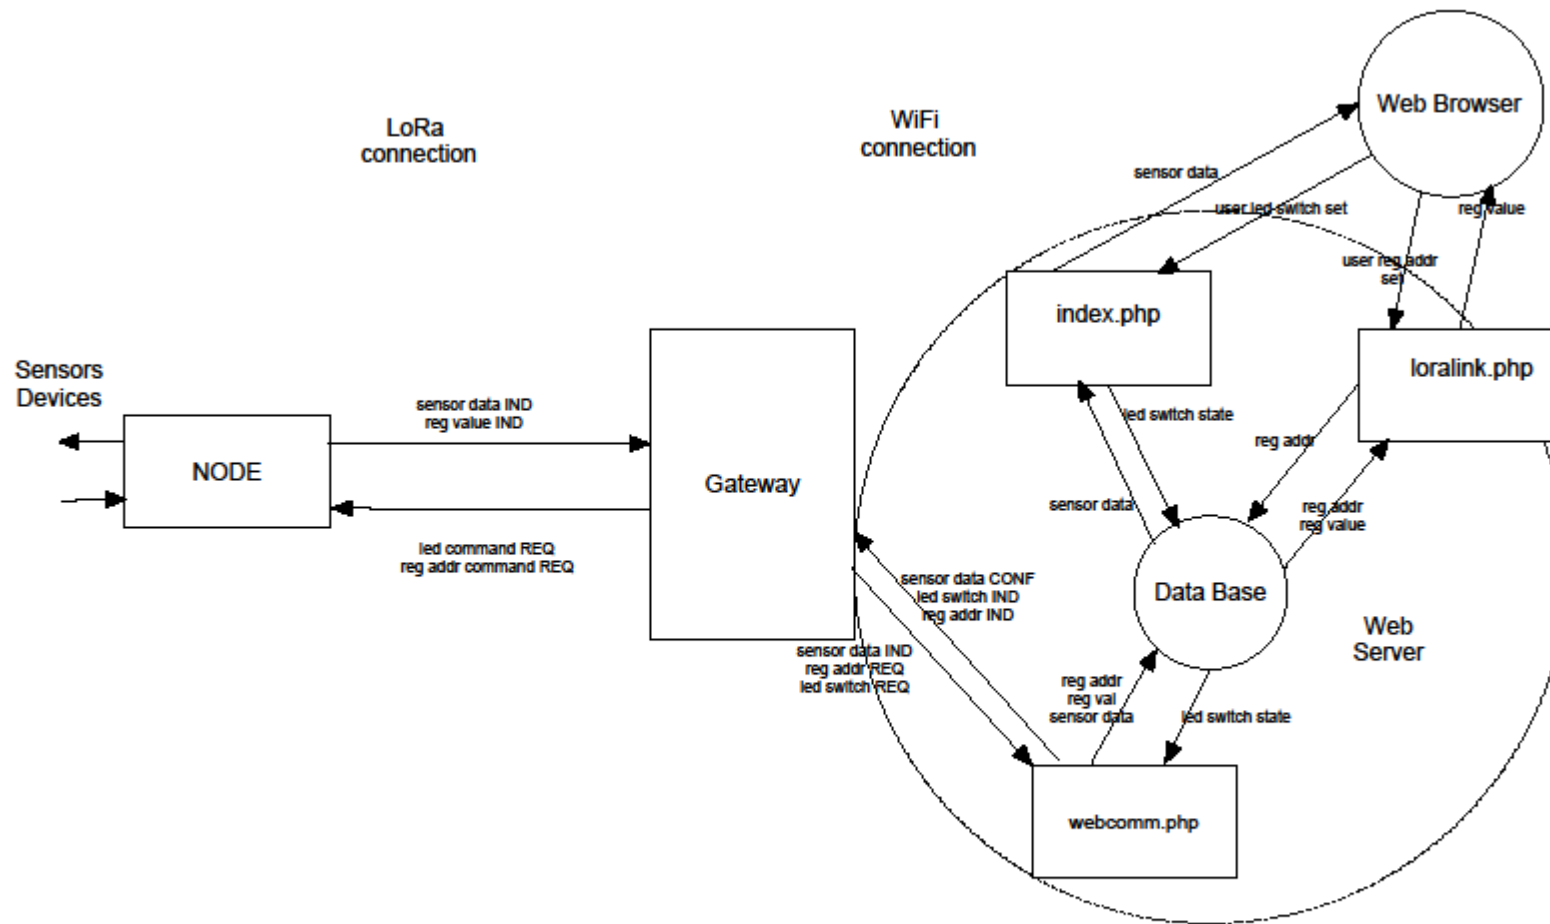 Web Browser
LoRa
connection
WiFi
connection
sensor data
user led switch set
reg value
user reg addr
set
index.php
loralink.php
Sensors
Devices
sensor data IND
reg value IND
led switch state
reg addr
NODE
Gateway
sensor data
reg addr
reg value
led command REQ
reg addr command REQ
sensor data CONF
led switch IND
reg addr IND
Data Base
Web
Server
sensor data IND
reg addr REQ
led switch REQ
reg addr
reg val
sensor data
led switch state
webcomm.php